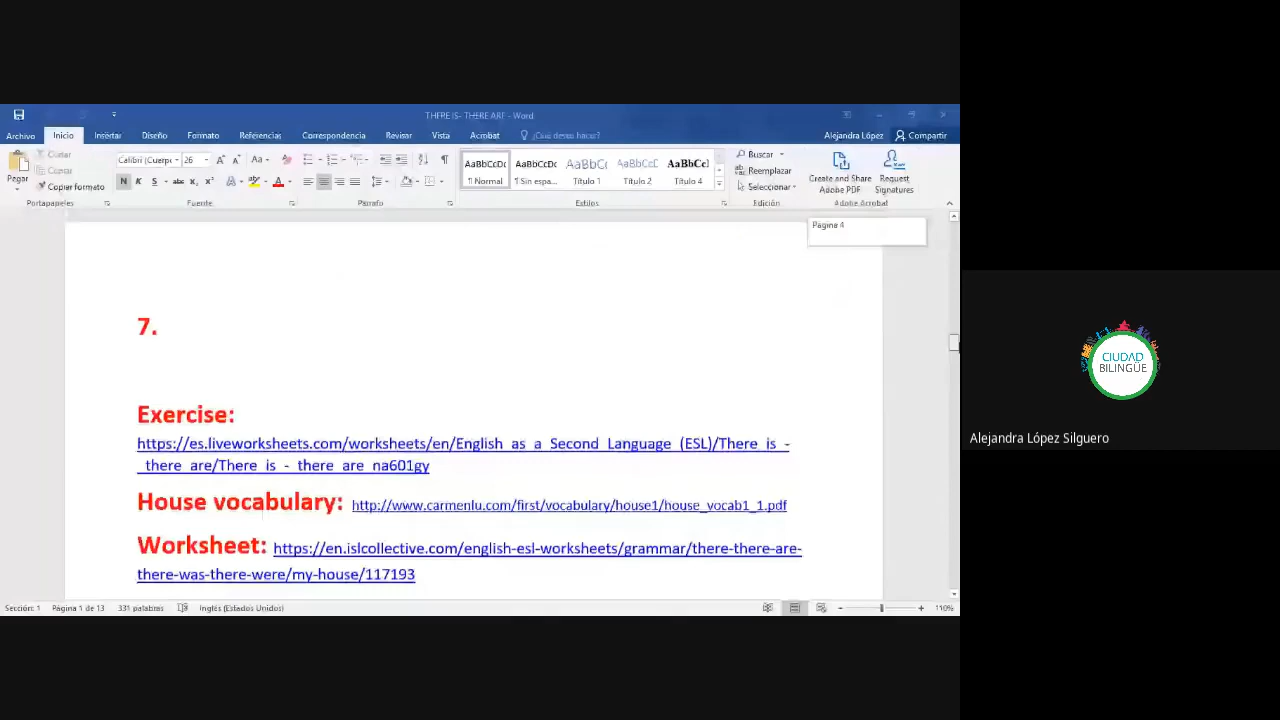 THERE IS- THERE ARE - Word
Archivo Inicio Insertar Diseño Formato Referencias Correspondencia Revisar Vista Acrobat ¿Qué desea hacer? Alejandra López Compartir
Pegar
Cortar
Copiar
Copiar formato
Portapapeles
Calibri (Cuerpo 26
N K S abc x₂ x²
Fuente
Párrafo
AaBbCcDc AaBbCcDc AaBbCc AaBbCcC AaBbCcI
¶ Normal ¶ Sin espa... Título 1 Título 2 Título 4
Estilos
Buscar
Reemplazar
Seleccionar
Edición
Create and Share
Adobe PDF
Request
Signatures
Adobe Acrobat
Página 4
7.
Exercise:
https://es.liveworksheets.com/worksheets/en/English_as_a_Second_Language_(ESL)/There_is_-
_there_are/There_is_-_there_are_na601gy
House vocabulary: http://www.carmenlu.com/first/vocabulary/house1/house_vocab1_1.pdf
Worksheet: https://en.islcollective.com/english-esl-worksheets/grammar/there-there-are-
there-was-there-were/my-house/117193
Sección: 1 Página 1 de 13 331 palabras Inglés (Estados Unidos) 110%
CIUDAD
BILINGÜE
Alejandra López Silguero